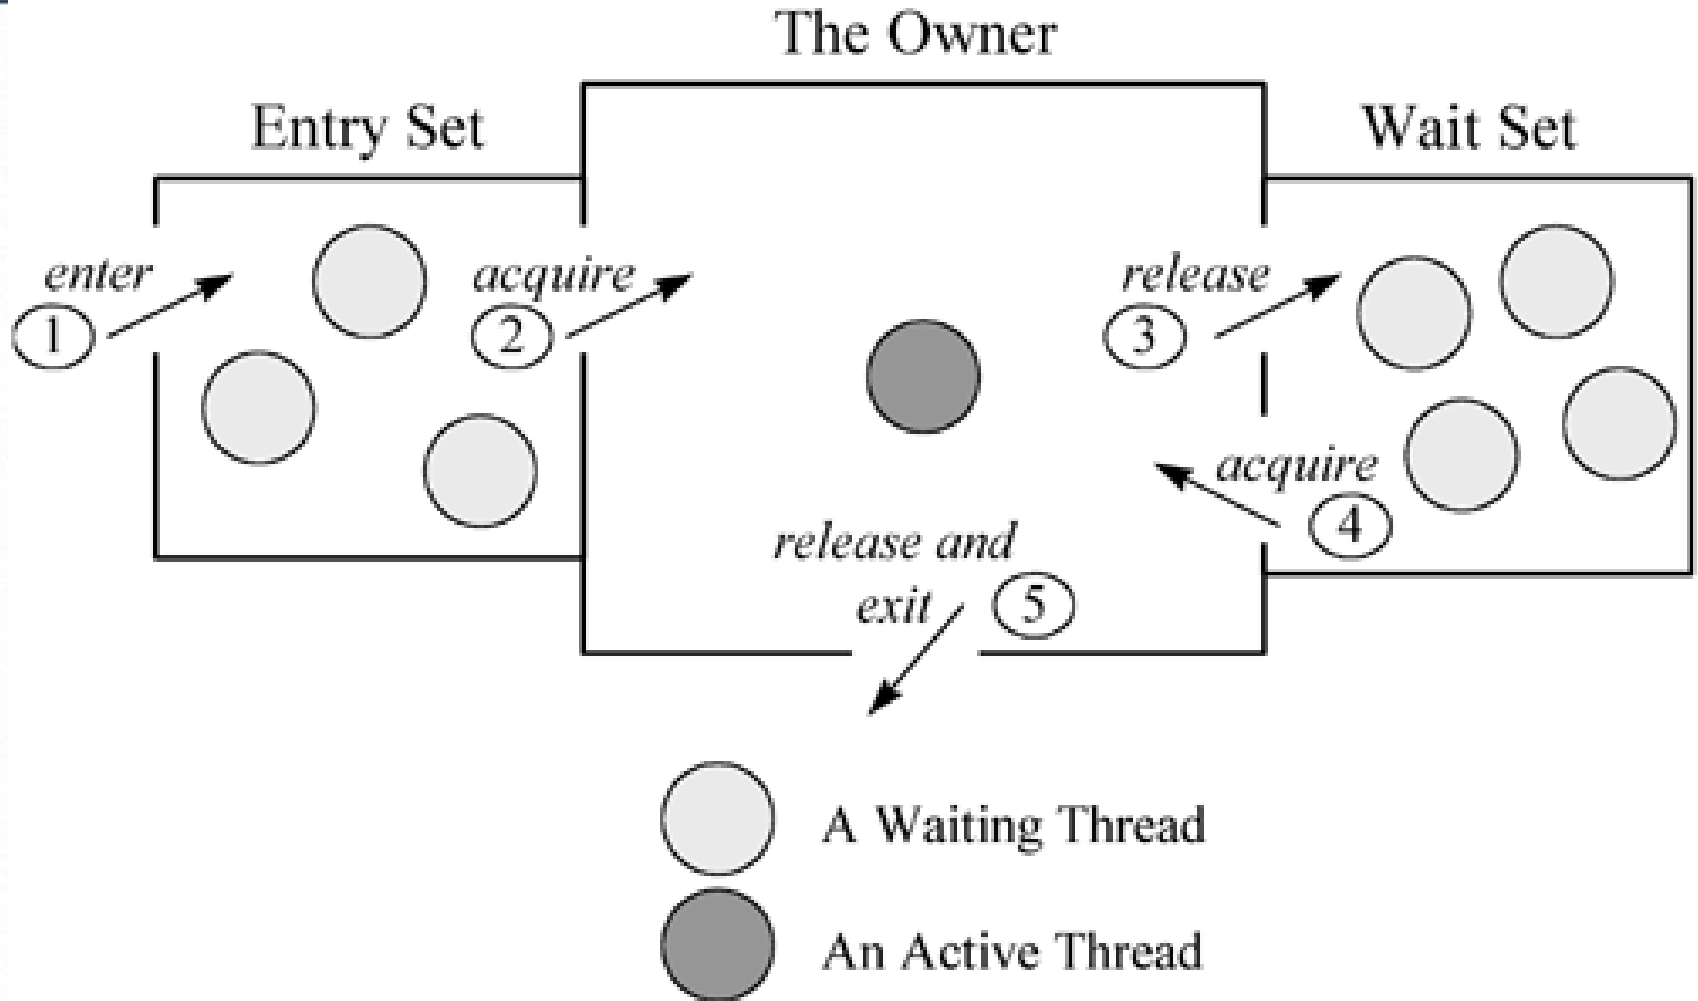 The Owner
Entry Set
Wait Set
enter
1
acquire
2
release
3
acquire
4
release and
exit
5
A Waiting Thread
An Active Thread